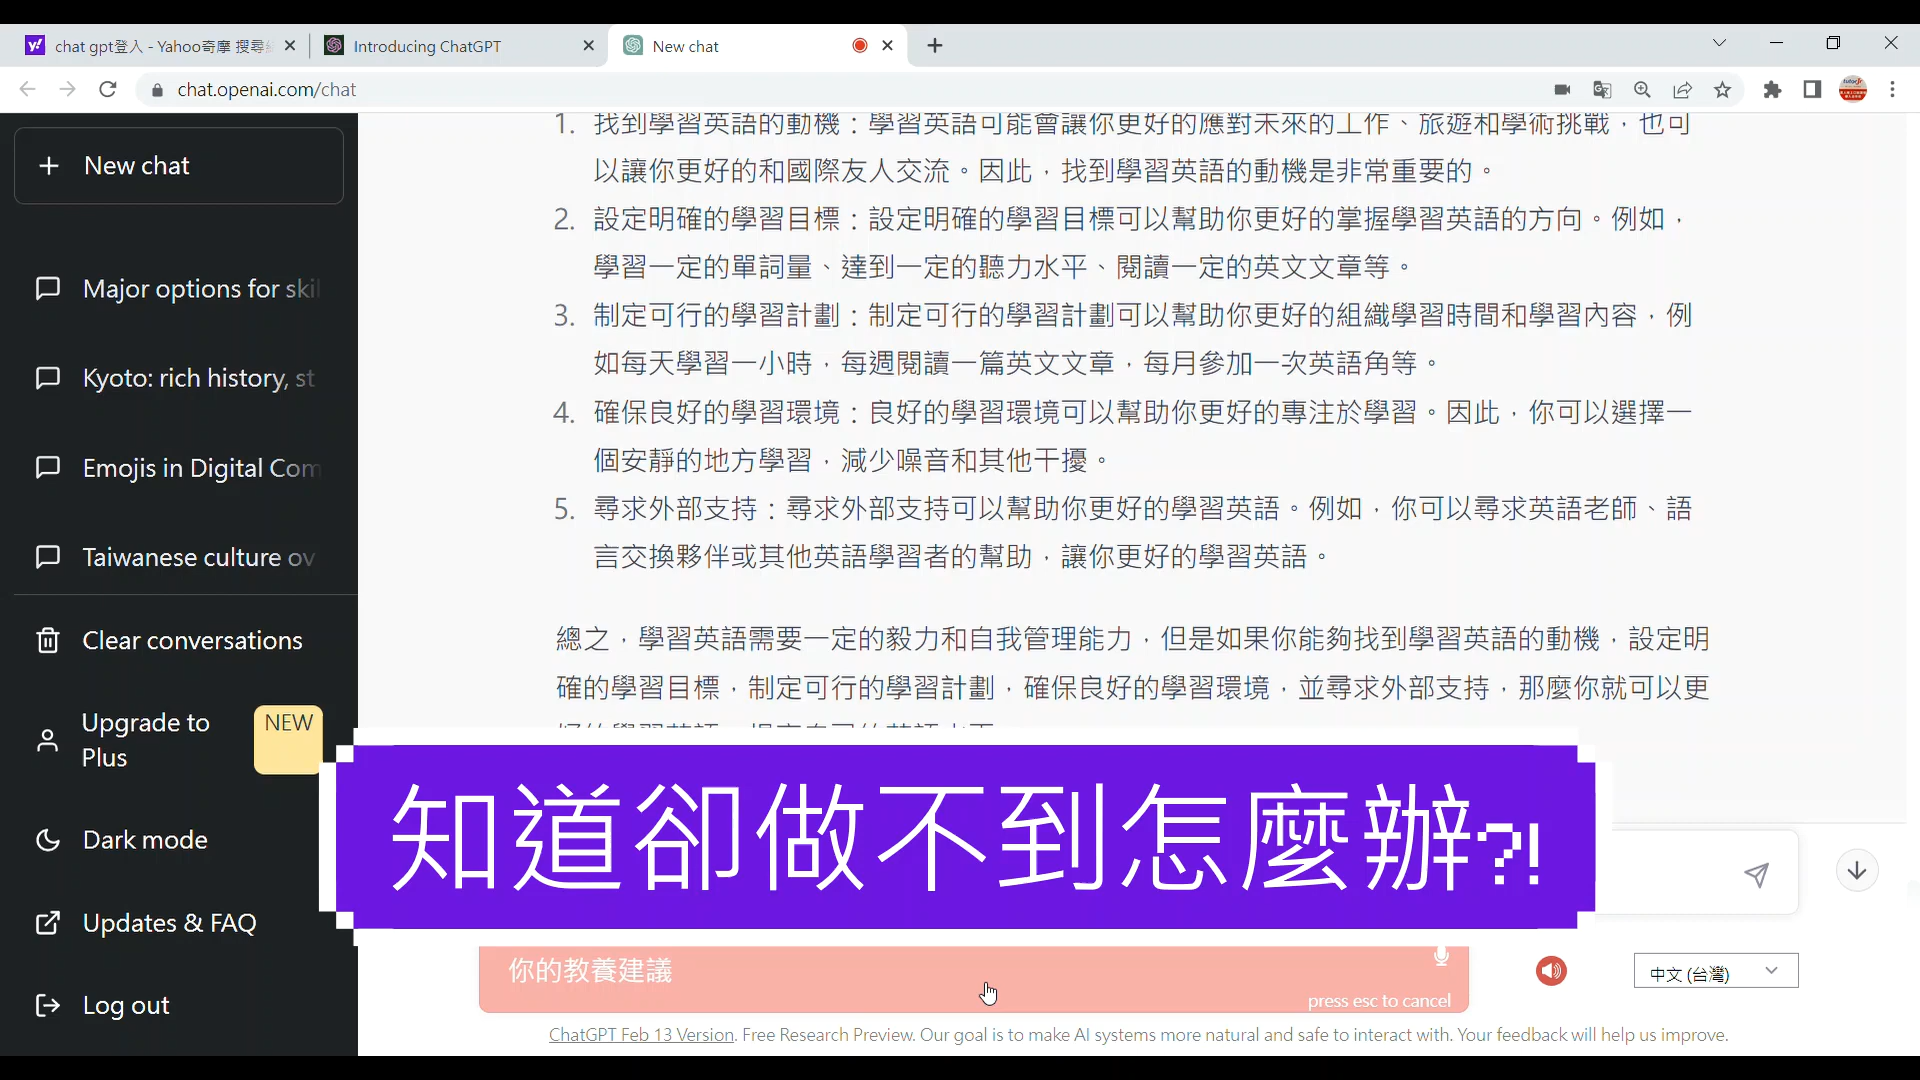 chat gpt登入 - Yahoo奇摩 搜尋
Introducing ChatGPT
New chat
chat.openai.com/chat
New chat
Major options for skil
Kyoto: rich history, st
Emojis in Digital Com
Taiwanese culture ov
Clear conversations
Upgrade to
Plus
NEW
Dark mode
Updates & FAQ
Log out
1. 找到學習英語的動機：學習英語可能會讓你更好的應對未來的工作、旅遊和學術挑戰，也可
以讓你更好的和國際友人交流。因此，找到學習英語的動機是非常重要的。
2. 設定明確的學習目標：設定明確的學習目標可以幫助你更好的掌握學習英語的方向。例如，
學習一定的單詞量、達到一定的聽力水平、閱讀一定的英文文章等。
3. 制定可行的學習計劃：制定可行的學習計劃可以幫助你更好的組織學習時間和學習內容，例
如每天學習一小時，每週閱讀一篇英文文章，每月參加一次英語角等。
4. 確保良好的學習環境：良好的學習環境可以幫助你更好的專注於學習。因此，你可以選擇一
個安靜的地方學習，減少噪音和其他干擾。
5. 尋求外部支持：尋求外部支持可以幫助你更好的學習英語。例如，你可以尋求英語老師、語
言交換夥伴或其他英語學習者的幫助，讓你更好的學習英語。
總之，學習英語需要一定的毅力和自我管理能力，但是如果你能夠找到學習英語的動機，設定明
確的學習目標，制定可行的學習計劃，確保良好的學習環境，並尋求外部支持，那麼你就可以更
知道卻做不到怎麼辦?!
你的教養建議
press esc to cancel
中文 (台灣)
ChatGPT Feb 13 Version. Free Research Preview. Our goal is to make AI systems more natural and safe to interact with. Your feedback will help us improve.